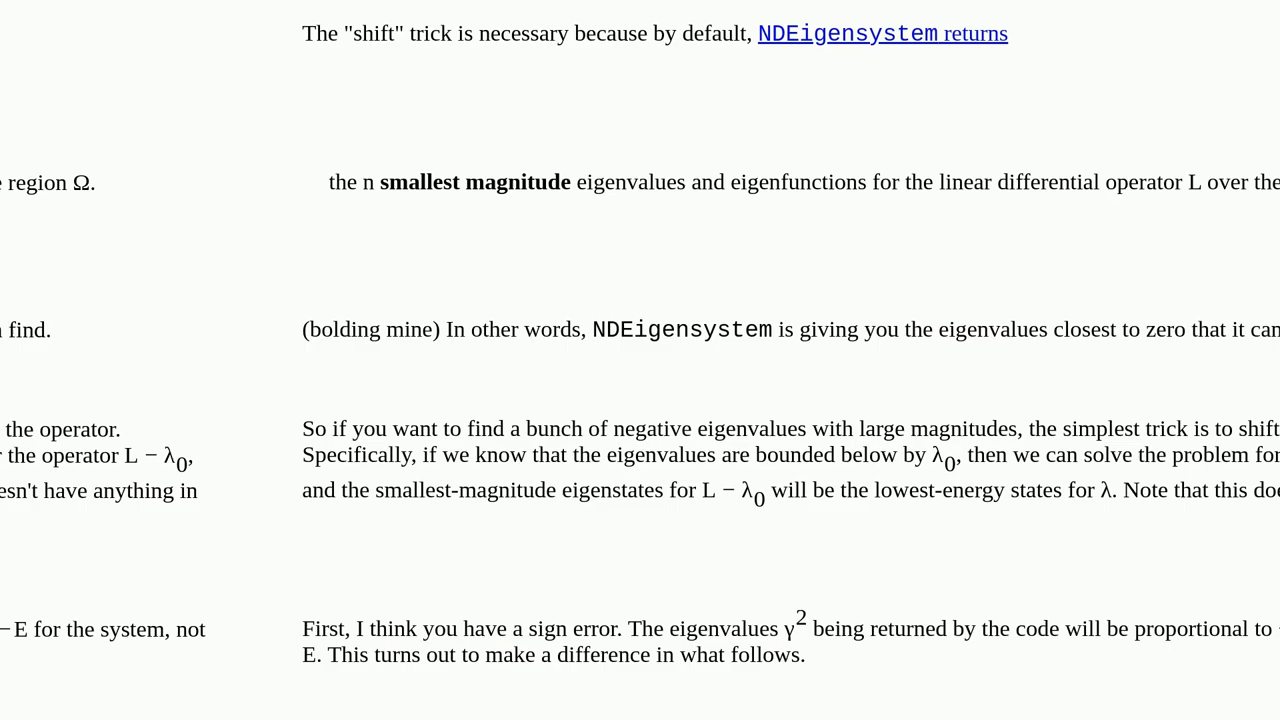 The "shift" trick is necessary because by default, NDEigensystem returns
the n smallest magnitude eigenvalues and eigenfunctions for the linear differential operator L over the region Ω.
(bolding mine) In other words, NDEigensystem is giving you the eigenvalues closest to zero that it can find.
So if you want to find a bunch of negative eigenvalues with large magnitudes, the simplest trick is to shift the operator.
Specifically, if we know that the eigenvalues are bounded below by λ₀, then we can solve the problem for the operator L − λ₀,
and the smallest-magnitude eigenstates for L − λ₀ will be the lowest-energy states for λ. Note that this doesn't have anything in
First, I think you have a sign error. The eigenvalues γ² being returned by the code will be proportional to −E for the system, not
E. This turns out to make a difference in what follows.